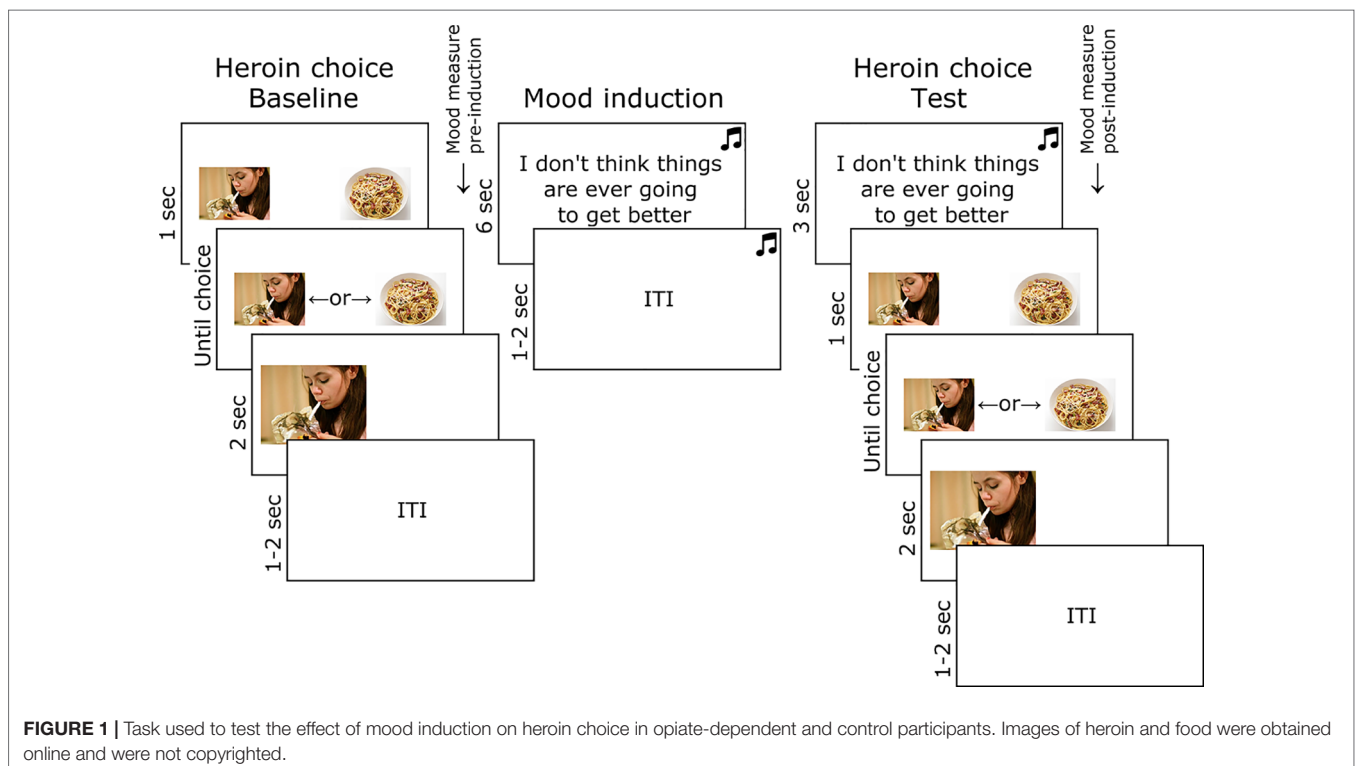 Heroin choice
Baseline
Mood measure
pre-induction
1 sec
Until choice
←or→
2 sec
1-2 sec
ITI
Mood induction
6 sec
I don't think things
are ever going
to get better
1-2 sec
ITI
Heroin choice
Test
Mood measure
post-induction
3 sec
I don't think things
are ever going
to get better
1 sec
Until choice
←or→
2 sec
1-2 sec
ITI
FIGURE 1 | Task used to test the effect of mood induction on heroin choice in opiate-dependent and control participants. Images of heroin and food were obtained
online and were not copyrighted.